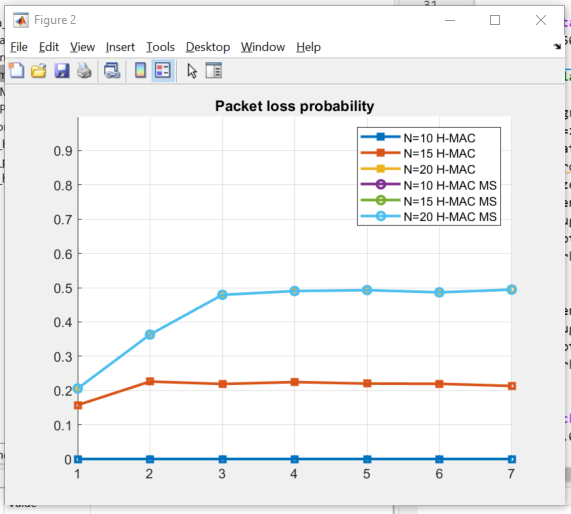 Figure 2
File Edit View Insert Tools Desktop Window Help
Packet loss probability
N=10 H-MAC
N=15 H-MAC
N=20 H-MAC
N=10 H-MAC MS
N=15 H-MAC MS
N=20 H-MAC MS
0.9
0.8
0.7
0.6
0.5
0.4
0.3
0.2
0.1
0
1 2 3 4 5 6 7